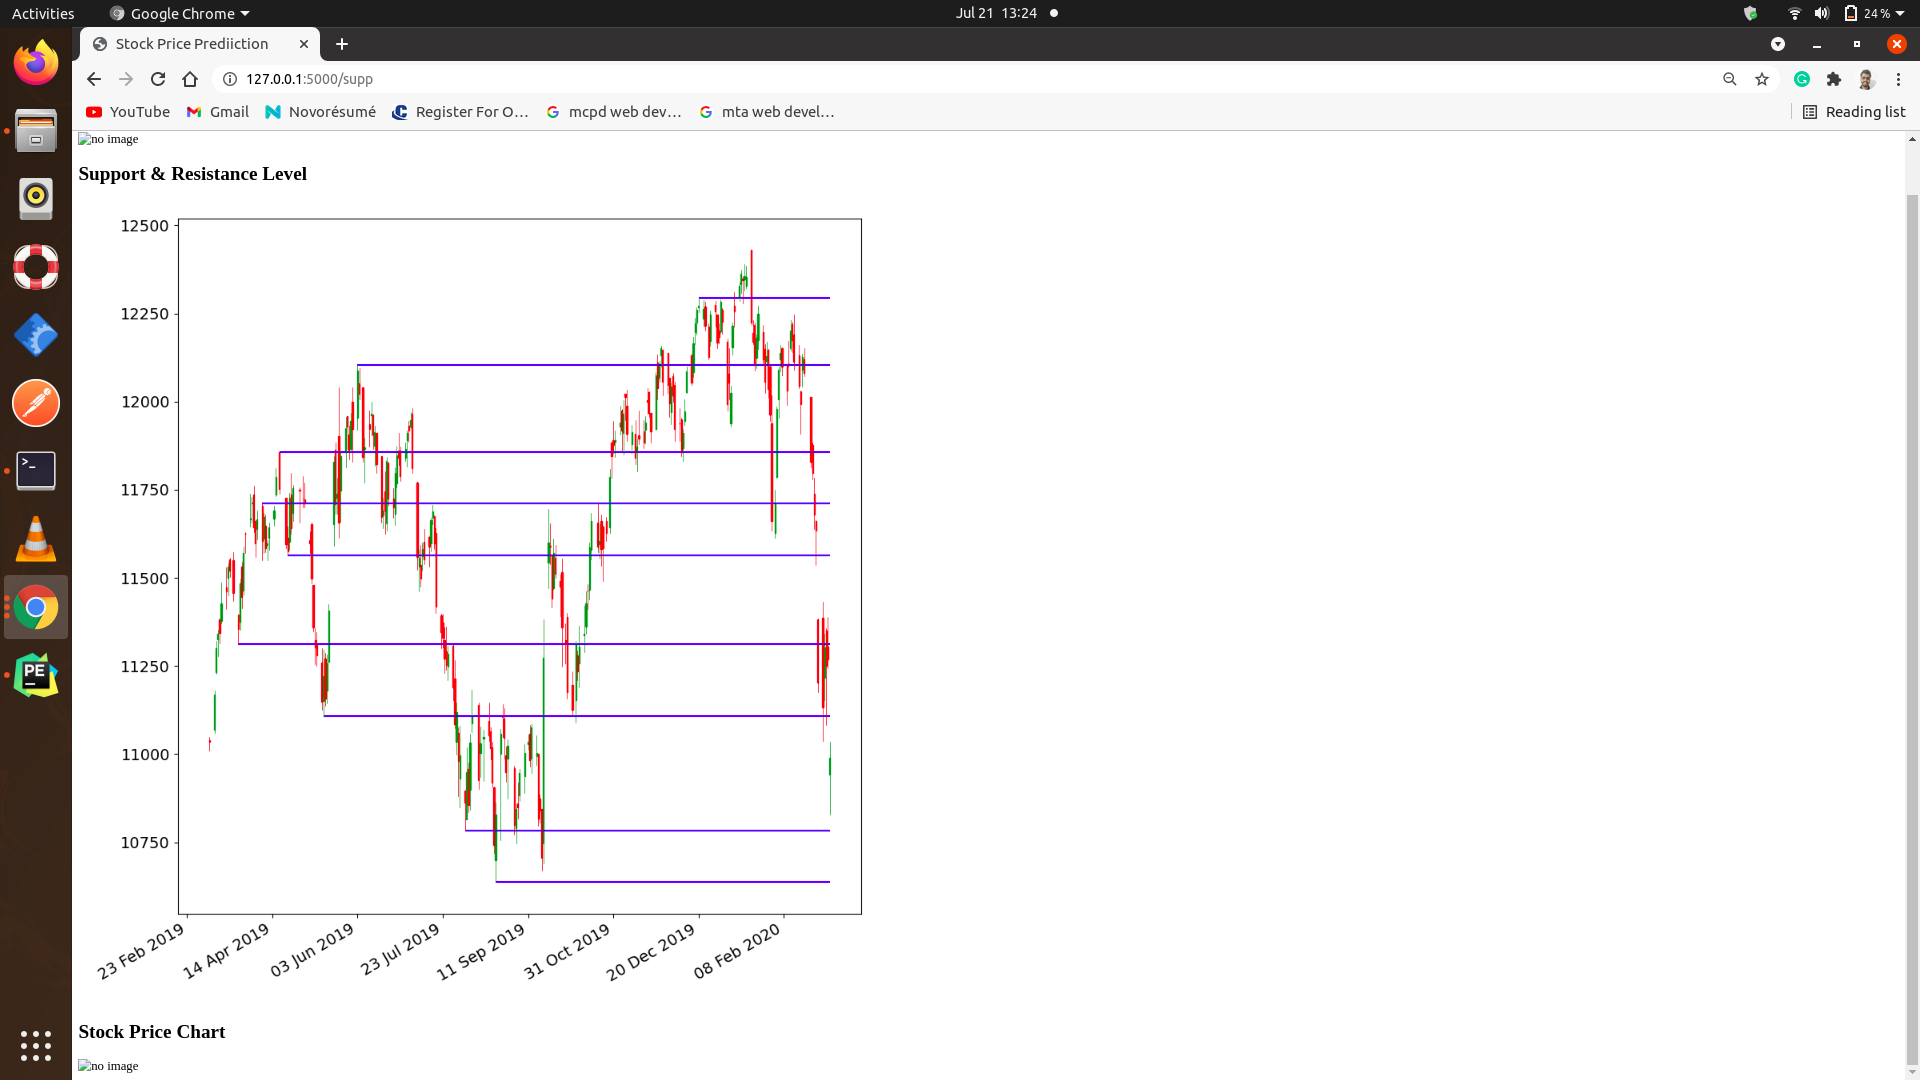 Activities
Google Chrome
Jul 21 13:24
24 %
Stock Price Prediiction
127.0.0.1:5000/supp
YouTube
Gmail
Novorésumé
Register For O…
mcpd web dev…
mta web devel…
Reading list
no image
Support & Resistance Level
12500
12250
12000
11750
11500
11250
11000
10750
23 Feb 2019
14 Apr 2019
03 Jun 2019
23 Jul 2019
11 Sep 2019
31 Oct 2019
20 Dec 2019
08 Feb 2020
Stock Price Chart
no image
>_
PE